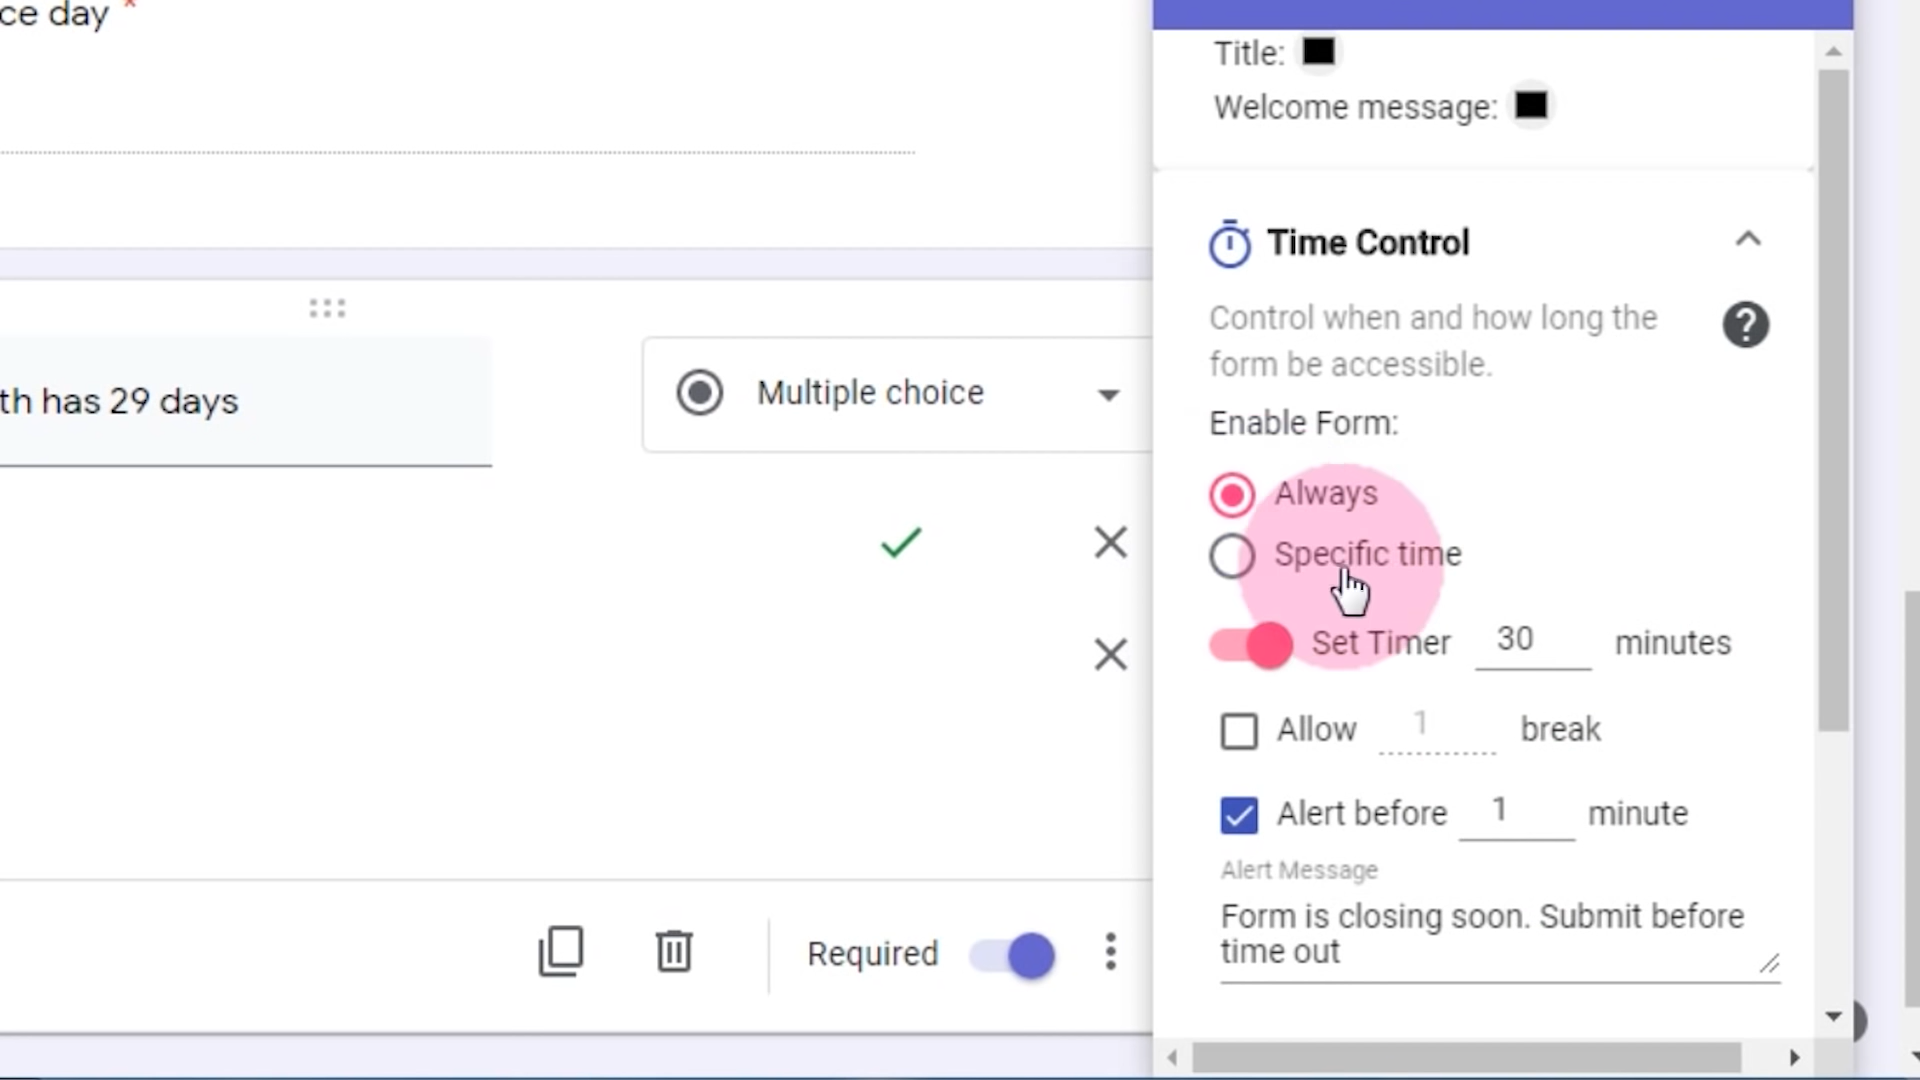 ce day *
th has 29 days
Multiple choice
Required
Title:
Welcome message:
Time Control
Control when and how long the
form be accessible.
Enable Form:
Always
Specific time
Set Timer 30 minutes
Allow 1 break
Alert before 1 minute
Alert Message
Form is closing soon. Submit before
time out